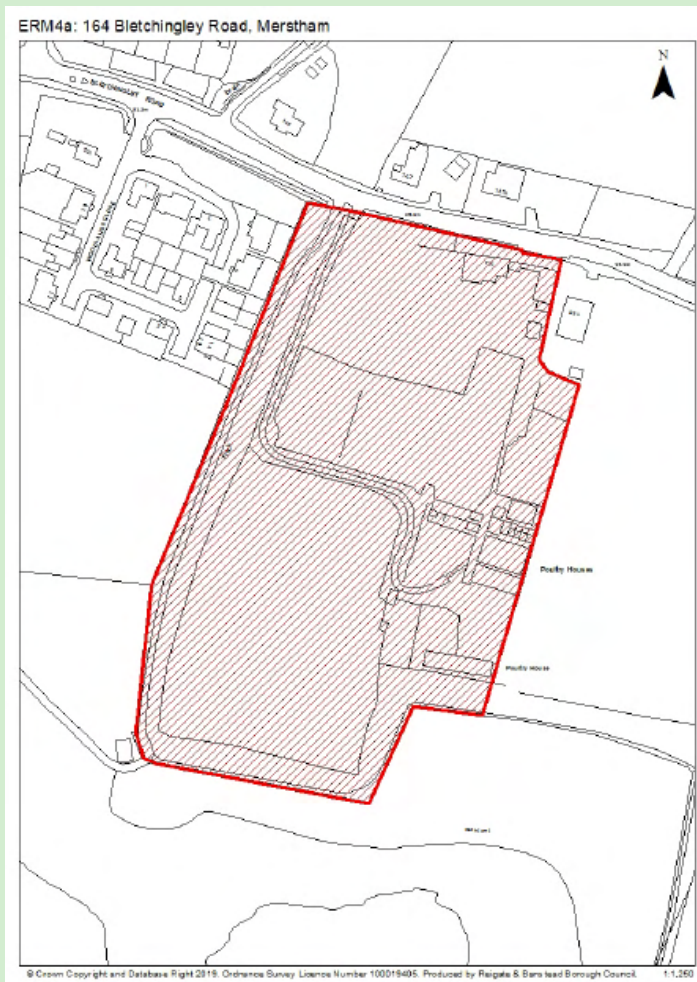 ERM4a: 164 Bletchingley Road, Merstham
N
Poultry Houses
Poultry House
© Crown Copyright and Database Right 2019. Ordnance Survey Licence Number 100019405. Produced by Reigate & Banstead Borough Council. 1:1,250